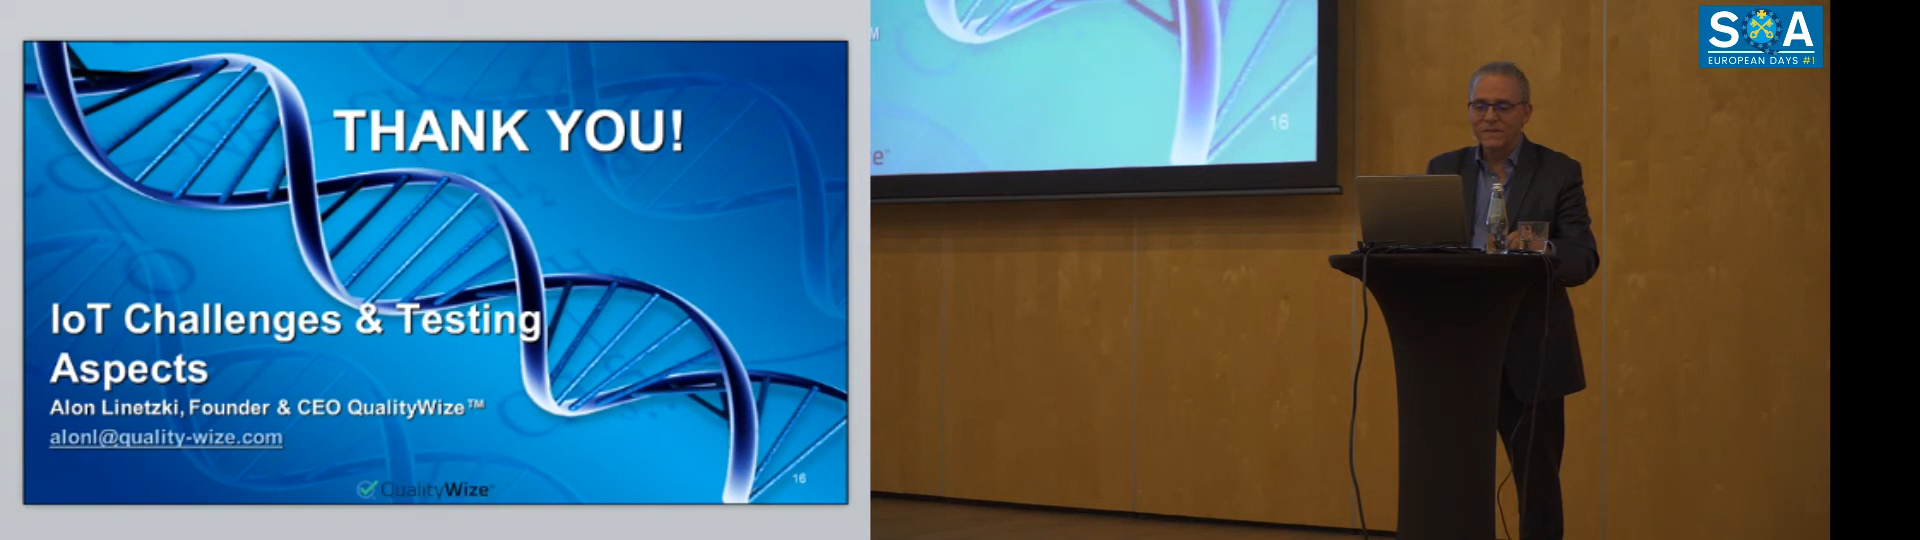 THANK YOU!
IoT Challenges & Testing
Aspects
Alon Linetzki, Founder & CEO QualityWize™
alonl@quality-wize.com
QualityWize
16
M
16
e™
S A
EUROPEAN DAYS #1